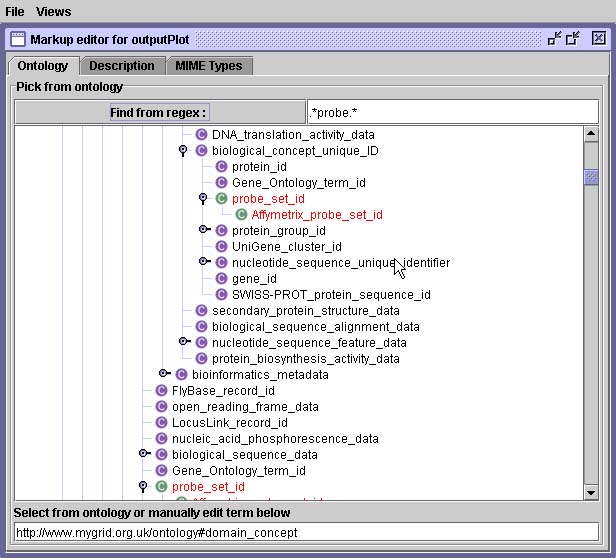 File Views
Markup editor for outputPlot
Ontology Description MIME Types
Pick from ontology
Find from regex : .*probe.*
DNA_translation_activity_data
biological_concept_unique_ID
protein_id
Gene_Ontology_term_id
probe_set_id
Affymetrix_probe_set_id
protein_group_id
UniGene_cluster_id
nucleotide_sequence_unique_identifier
gene_id
SWISS-PROT_protein_sequence_id
secondary_protein_structure_data
biological_sequence_alignment_data
nucleotide_sequence_feature_data
protein_biosynthesis_activity_data
bioinformatics_metadata
FlyBase_record_id
open_reading_frame_data
LocusLink_record_id
nucleic_acid_phosphorescence_data
biological_sequence_data
Gene_Ontology_term_id
probe_set_id
Select from ontology or manually edit term below
http://www.mygrid.org.uk/ontology#domain_concept